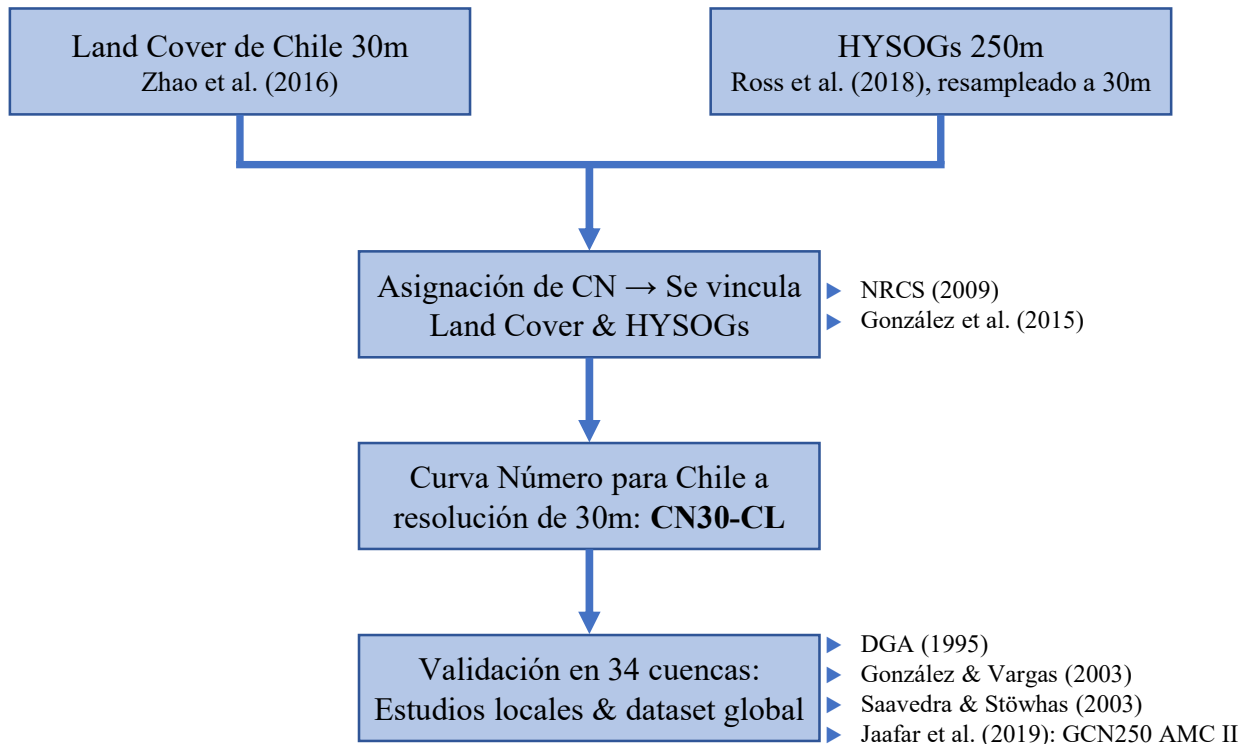 Land Cover de Chile 30m
Zhao et al. (2016)
HYSOGs 250m
Ross et al. (2018), resampleado a 30m
Asignación de CN → Se vincula
Land Cover & HYSOGs
NRCS (2009)
González et al. (2015)
Curva Número para Chile a
resolución de 30m: CN30-CL
Validación en 34 cuencas:
Estudios locales & dataset global
DGA (1995)
González & Vargas (2003)
Saavedra & Stöwhas (2003)
Jaafar et al. (2019): GCN250 AMC II